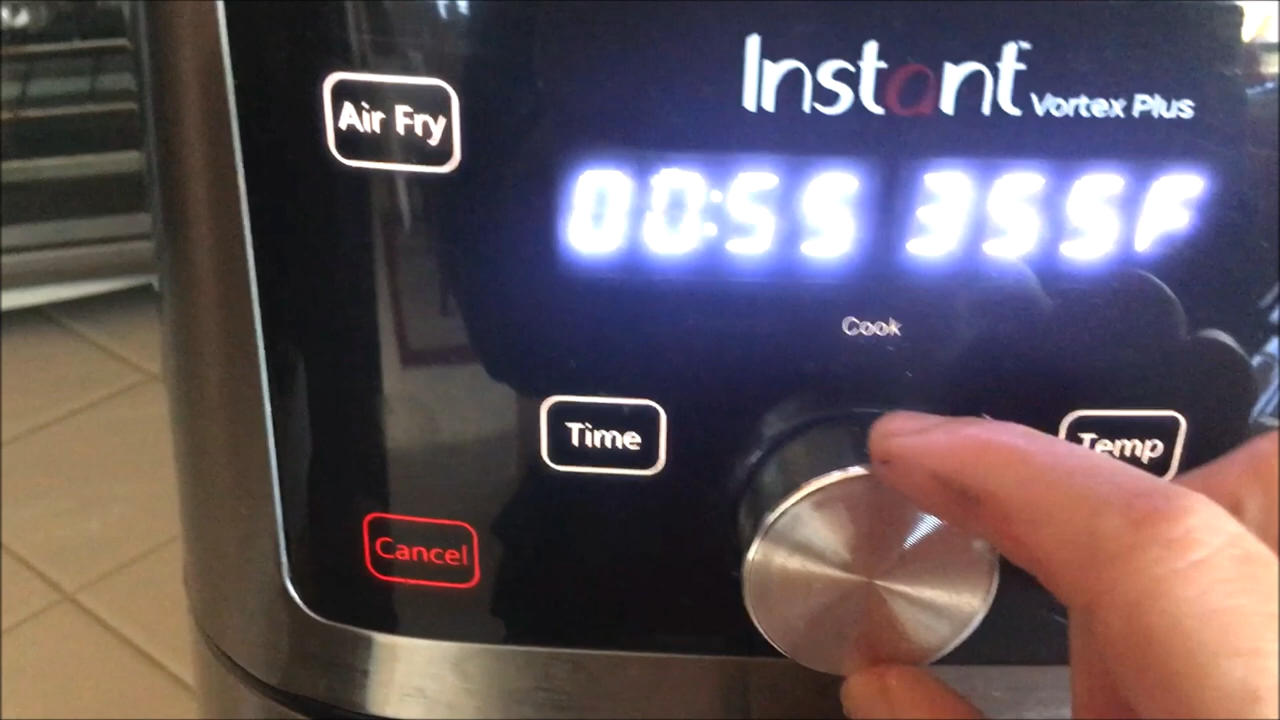 Instant Vortex Plus
Air Fry
00:55 355F
Cook
Time
Temp
Cancel